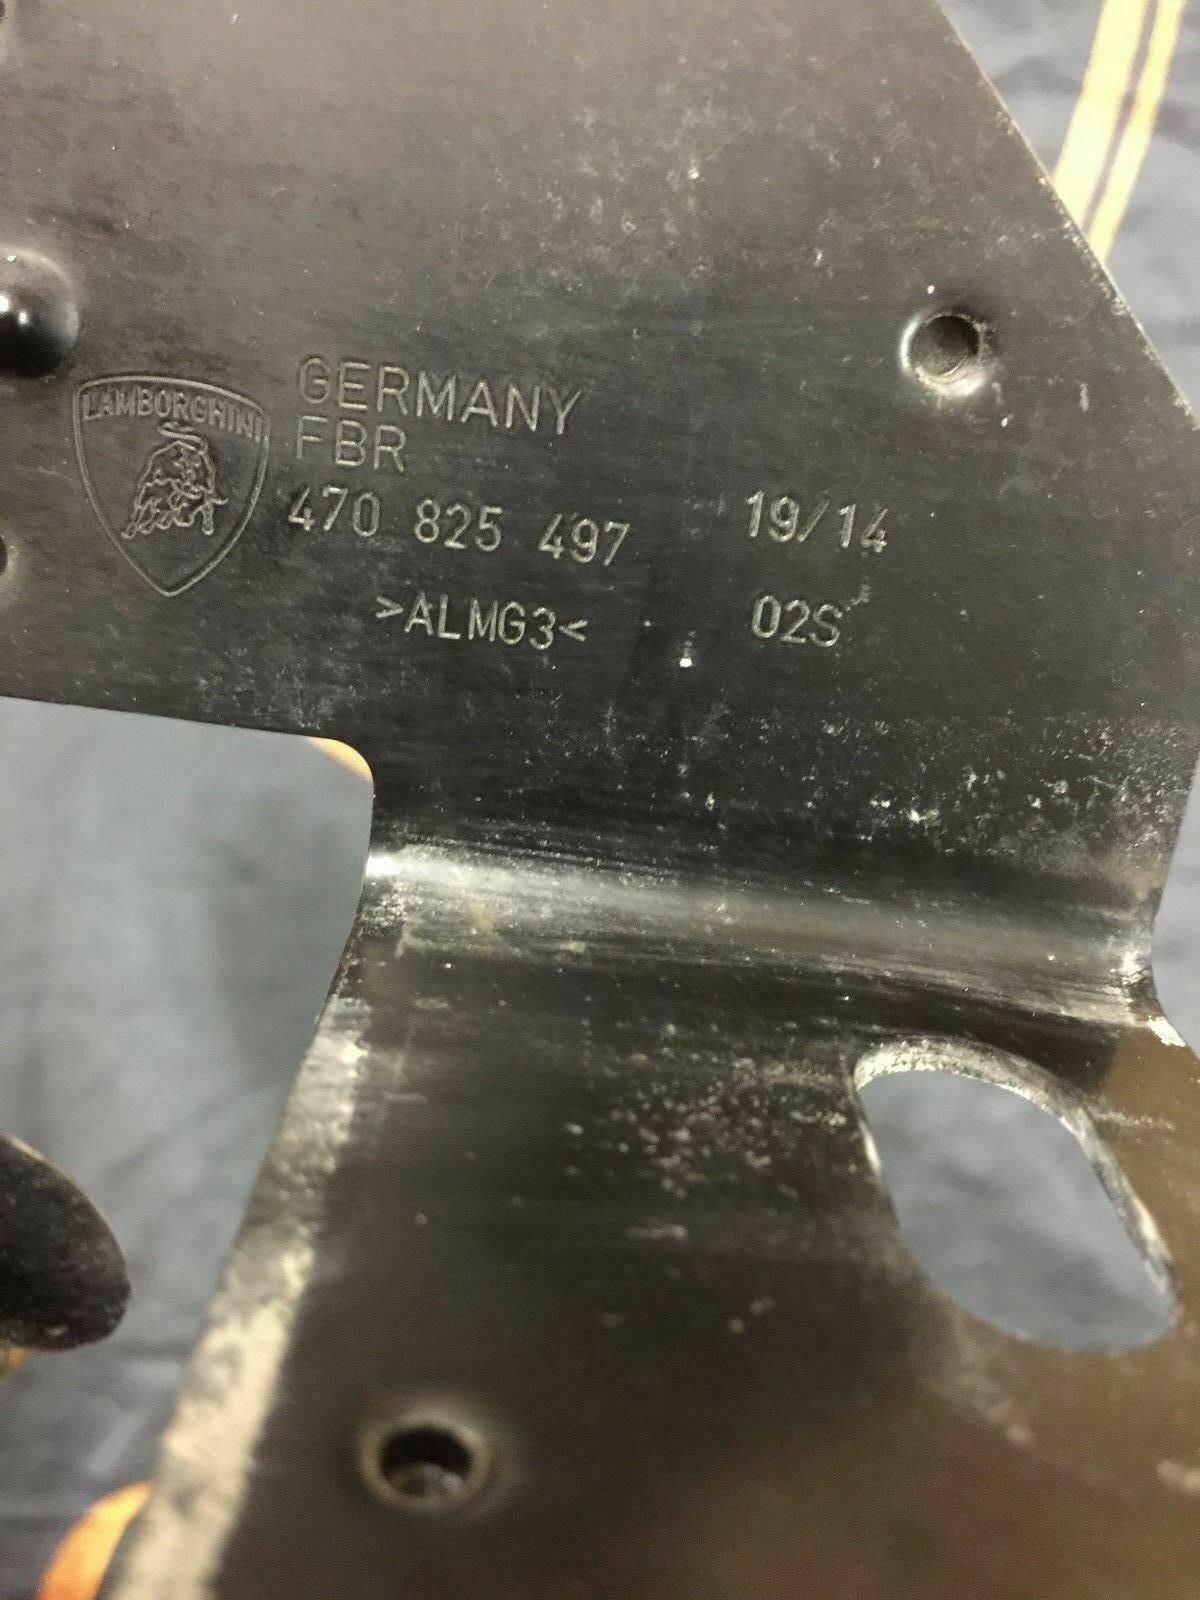 LAMBORGHINI
GERMANY
FBR
470 825 497 19/14
>ALMG3< 02S